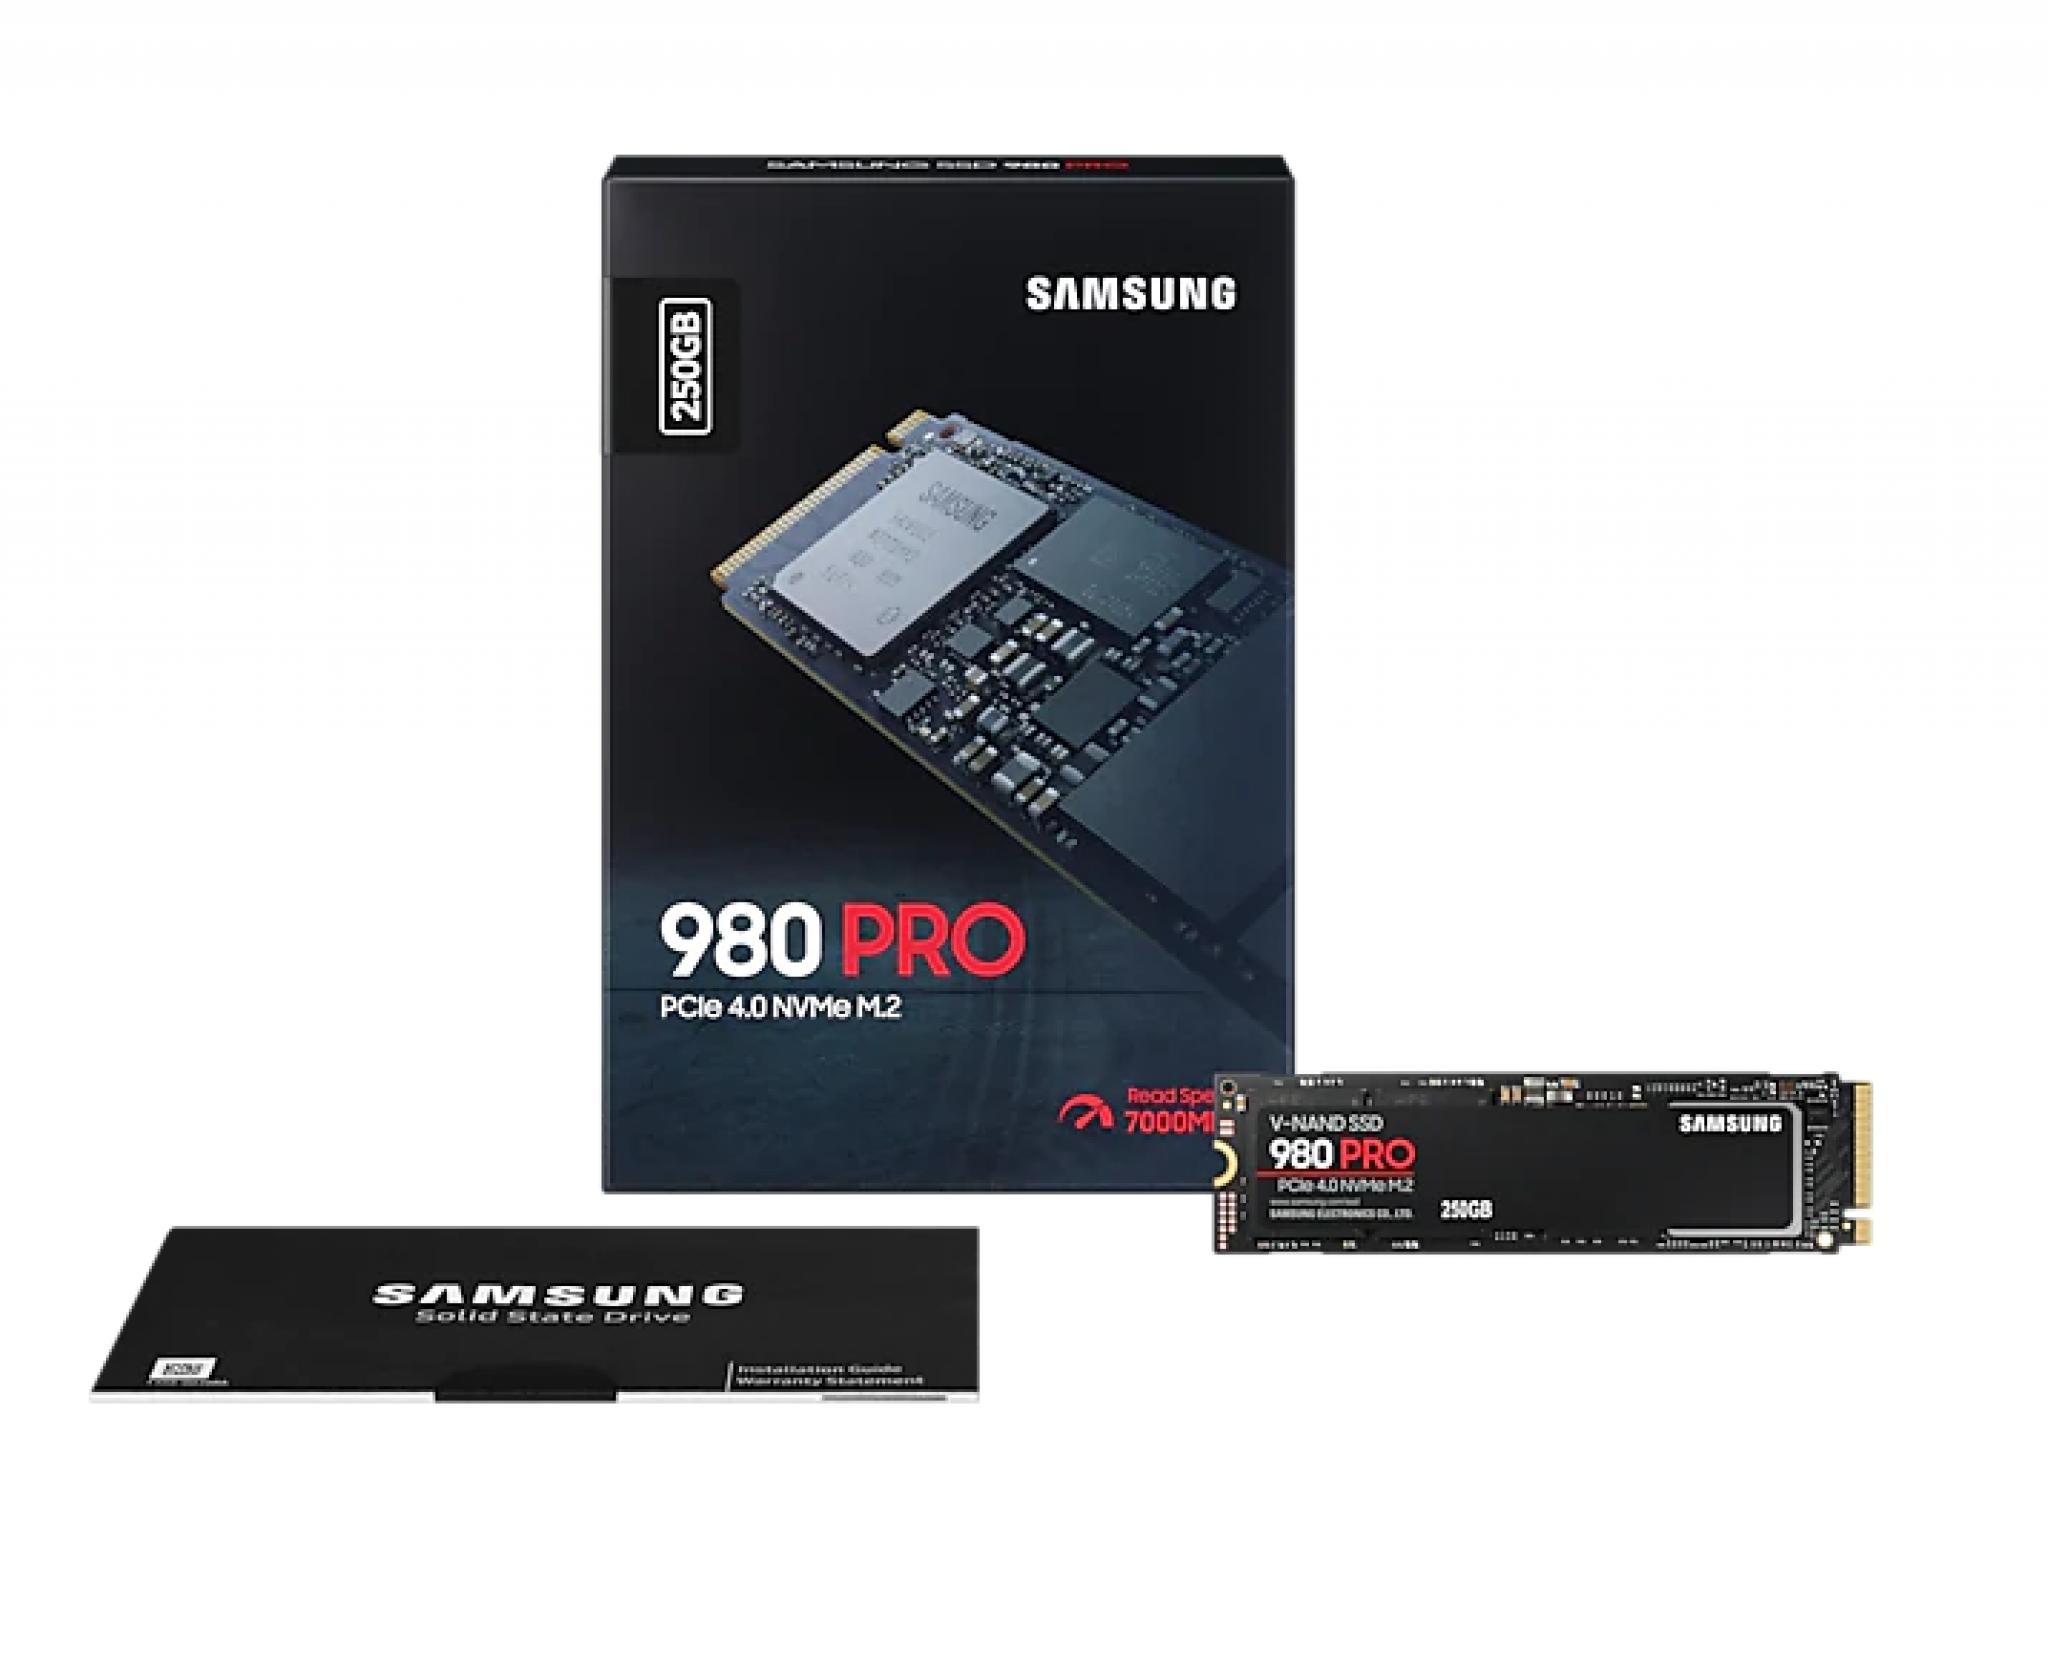 SAMSUNG SSD 980 PRO
SAMSUNG
250GB
SAMSUNG
980 PRO
PCIe 4.0 NVMe M.2
Read Spe
7000M
V-NAND SSD
980 PRO
PCIe 4.0 NVMe M.2
SAMSUNG ELECTRONICS CO., LTD.
250GB
SAMSUNG
SAMSUNG
Solid State Drive
Installation Guide
Warranty Statement